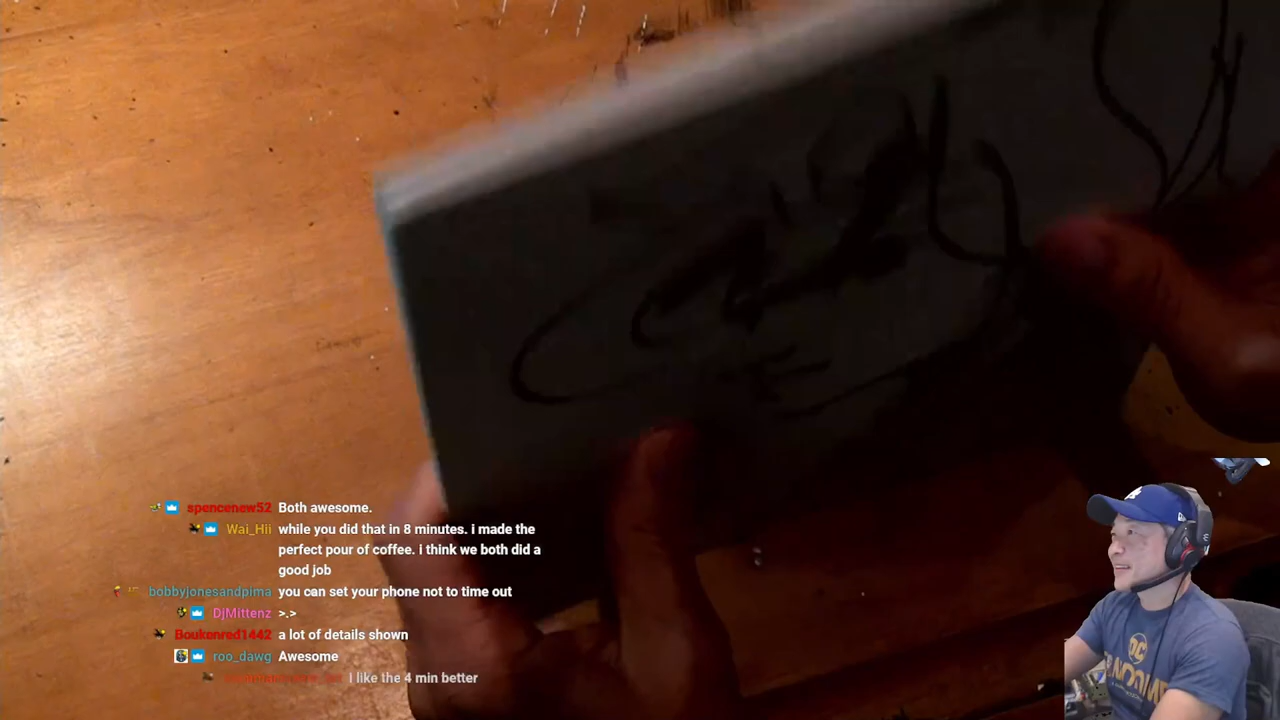 spencenew52 Both awesome.
Wai_Hii while you did that in 8 minutes. i made the
perfect pour of coffee. i think we both did a
good job
bobbyjonesandpima you can set your phone not to time out
DjMittenz >.>
Boukenred1442 a lot of details shown
roo_dawg Awesome
I like the 4 min better
DC